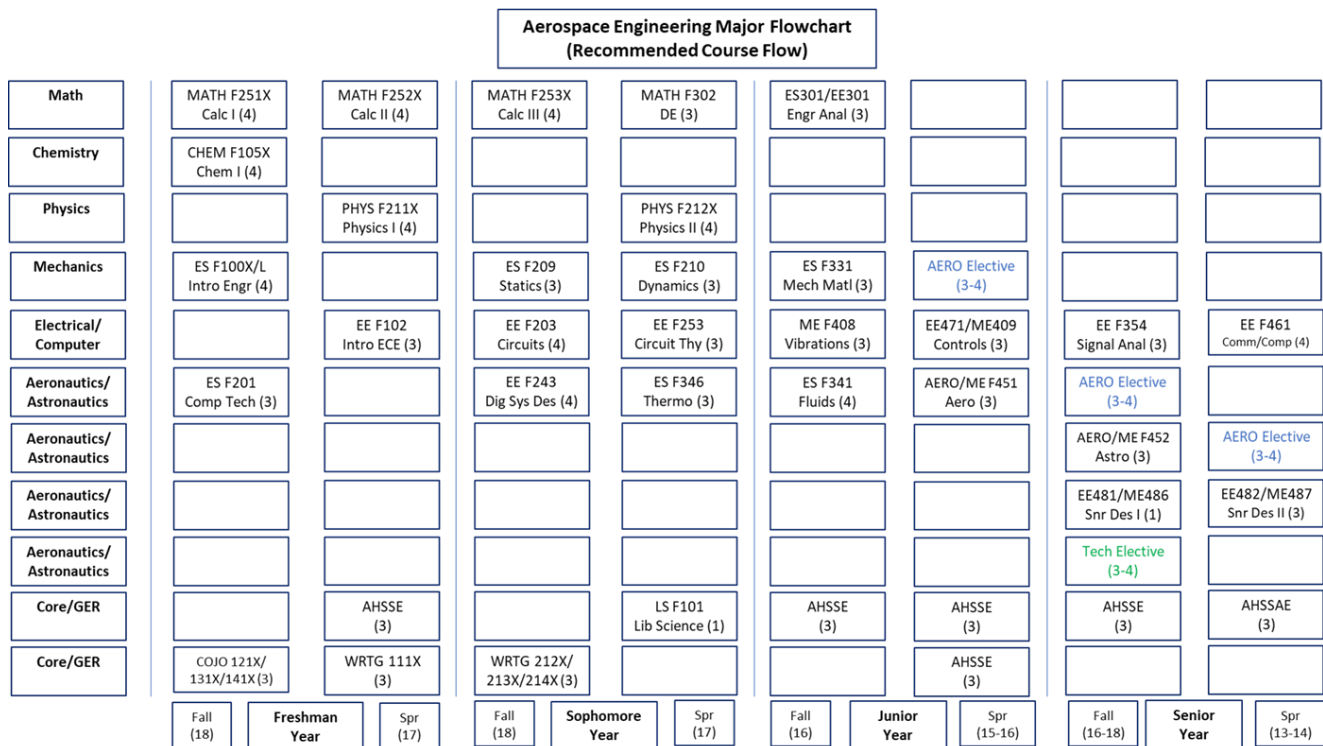 Aerospace Engineering Major Flowchart
(Recommended Course Flow)
Math
MATH F251X
Calc I (4)
MATH F252X
Calc II (4)
MATH F253X
Calc III (4)
MATH F302
DE (3)
ES301/EE301
Engr Anal (3)
Chemistry
CHEM F105X
Chem I (4)
Physics
PHYS F211X
Physics I (4)
PHYS F212X
Physics II (4)
Mechanics
ES F100X/L
Intro Engr (4)
ES F209
Statics (3)
ES F210
Dynamics (3)
ES F331
Mech Matl (3)
AERO Elective
(3-4)
Electrical/
Computer
EE F102
Intro ECE (3)
EE F203
Circuits (4)
EE F253
Circuit Thy (3)
ME F408
Vibrations (3)
EE471/ME409
Controls (3)
EE F354
Signal Anal (3)
EE F461
Comm/Comp (4)
Aeronautics/
Astronautics
ES F201
Comp Tech (3)
EE F243
Dig Sys Des (4)
ES F346
Thermo (3)
ES F341
Fluids (4)
AERO/ME F451
Aero (3)
AERO Elective
(3-4)
Aeronautics/
Astronautics
AERO/ME F452
Astro (3)
AERO Elective
(3-4)
Aeronautics/
Astronautics
EE481/ME486
Snr Des I (1)
EE482/ME487
Snr Des II (3)
Aeronautics/
Astronautics
Tech Elective
(3-4)
Core/GER
AHSSE
(3)
LS F101
Lib Science (1)
AHSSE
(3)
AHSSE
(3)
AHSSE
(3)
AHSSAE
(3)
Core/GER
COJO 121X/
131X/141X (3)
WRTG 111X
(3)
WRTG 212X/
213X/214X (3)
AHSSE
(3)
Fall
(18)
Freshman
Year
Spr
(17)
Fall
(18)
Sophomore
Year
Spr
(17)
Fall
(16)
Junior
Year
Spr
(15-16)
Fall
(16-18)
Senior
Year
Spr
(13-14)